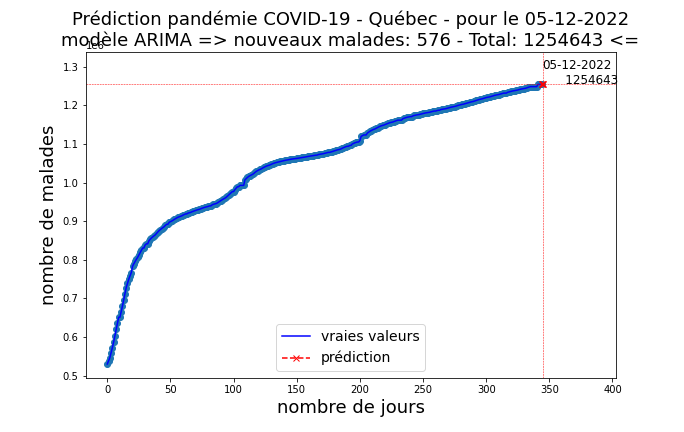 Prédiction pandémie COVID-19 - Québec - pour le 05-12-2022
modèle ARIMA => nouveaux malades: 576 - Total: 1254643 <=
1e6
05-12-2022
1254643
1.3
1.2
1.1
1.0
0.9
0.8
0.7
0.6
0.5
nombre de malades
vraies valeurs
prédiction
0 50 100 150 200 250 300 350 400
nombre de jours